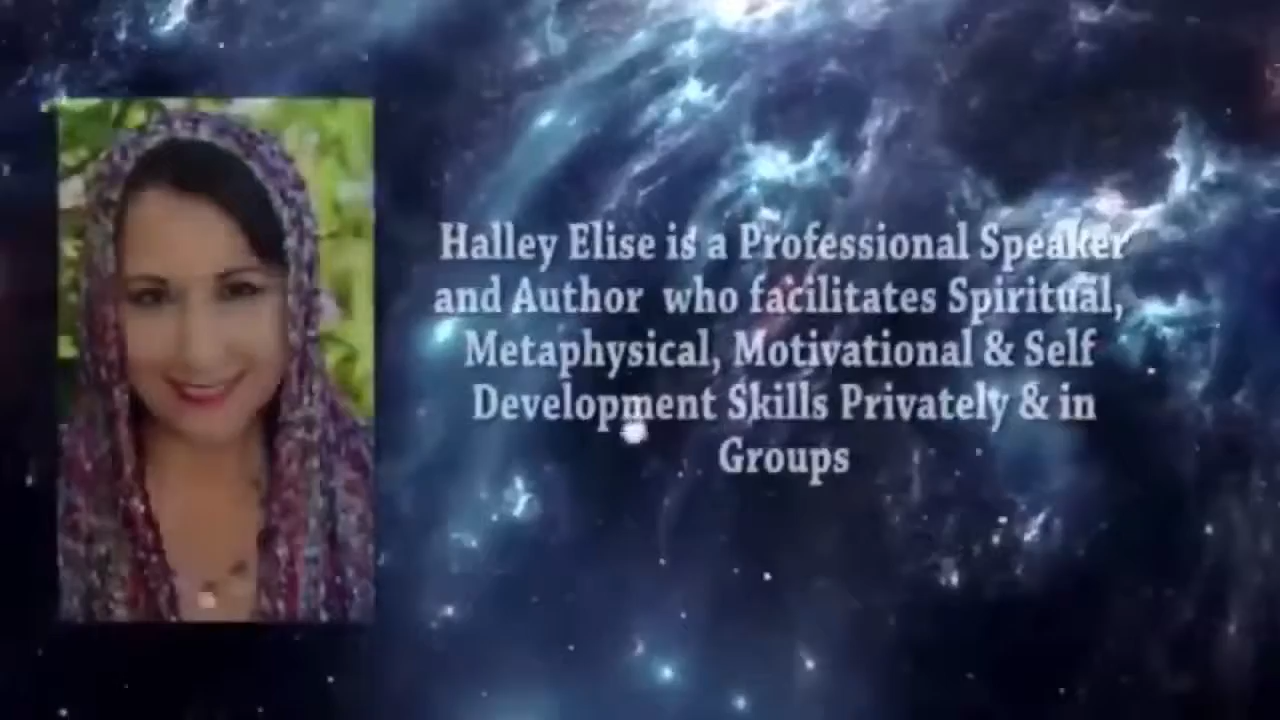 Halley Elise is a Professional Speaker
and Author who facilitates Spiritual,
Metaphysical, Motivational & Self
Development Skills Privately & in
Groups